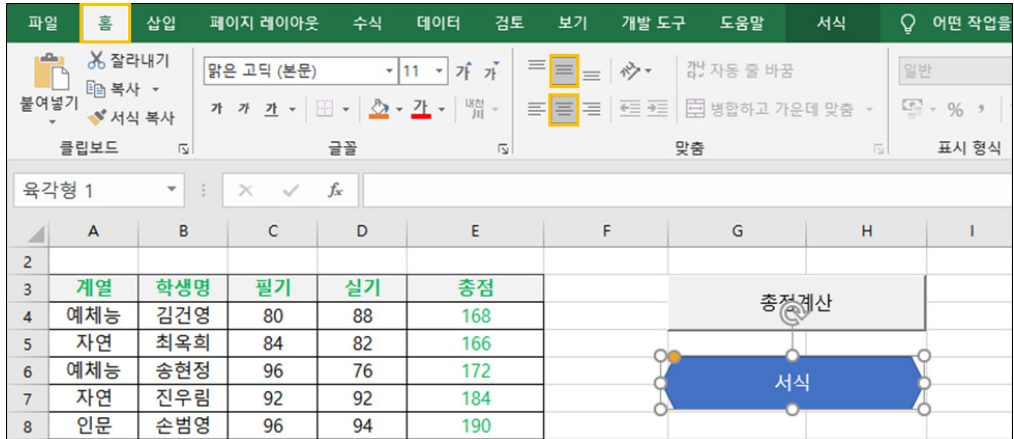 파일 홈 삽입 페이지 레이아웃 수식 데이터 검토 보기 개발 도구 도움말 서식 어떤 작업을
붙여넣기
잘라내기
복사
서식 복사
클립보드
맑은 고딕 (본문) 11 가 가
가 가 가 가 내천 川
글꼴
가 자동 줄 바꿈
병합하고 가운데 맞춤
맞춤
일반
% ,
표시 형식
육각형 1 fx
A B C D E F G H I
2
3 계열 학생명 필기 실기 총점
총점계산
4 예체능 김건영 80 88 168
5 자연 최옥희 84 82 166
6 예체능 송현정 96 76 172
서식
7 자연 진우림 92 92 184
8 인문 손범영 96 94 190